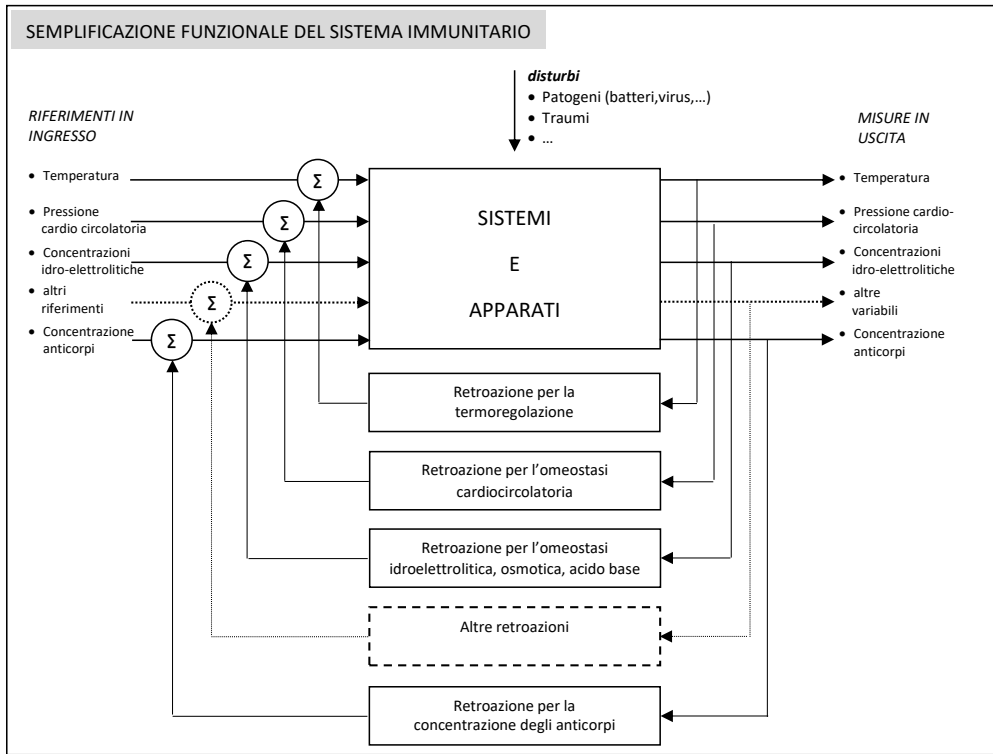 SEMPLIFICAZIONE FUNZIONALE DEL SISTEMA IMMUNITARIO
disturbi
• Patogeni (batteri,virus,...)
• Traumi
• ...
RIFERIMENTI IN
INGRESSO
• Temperatura
• Pressione
cardio circolatoria
• Concentrazioni
idro-elettrolitiche
• altri
riferimenti
• Concentrazione
anticorpi
Σ
Σ
Σ
Σ
Σ
SISTEMI
E
APPARATI
MISURE IN
USCITA
• Temperatura
• Pressione cardio-
circolatoria
• Concentrazioni
idro-elettrolitiche
• altre
variabili
• Concentrazione
anticorpi
Retroazione per la
termoregolazione
Retroazione per l'omeostasi
cardiocircolatoria
Retroazione per l'omeostasi
idroelettrolitica, osmotica, acido base
Altre retroazioni
Retroazione per la
concentrazione degli anticorpi